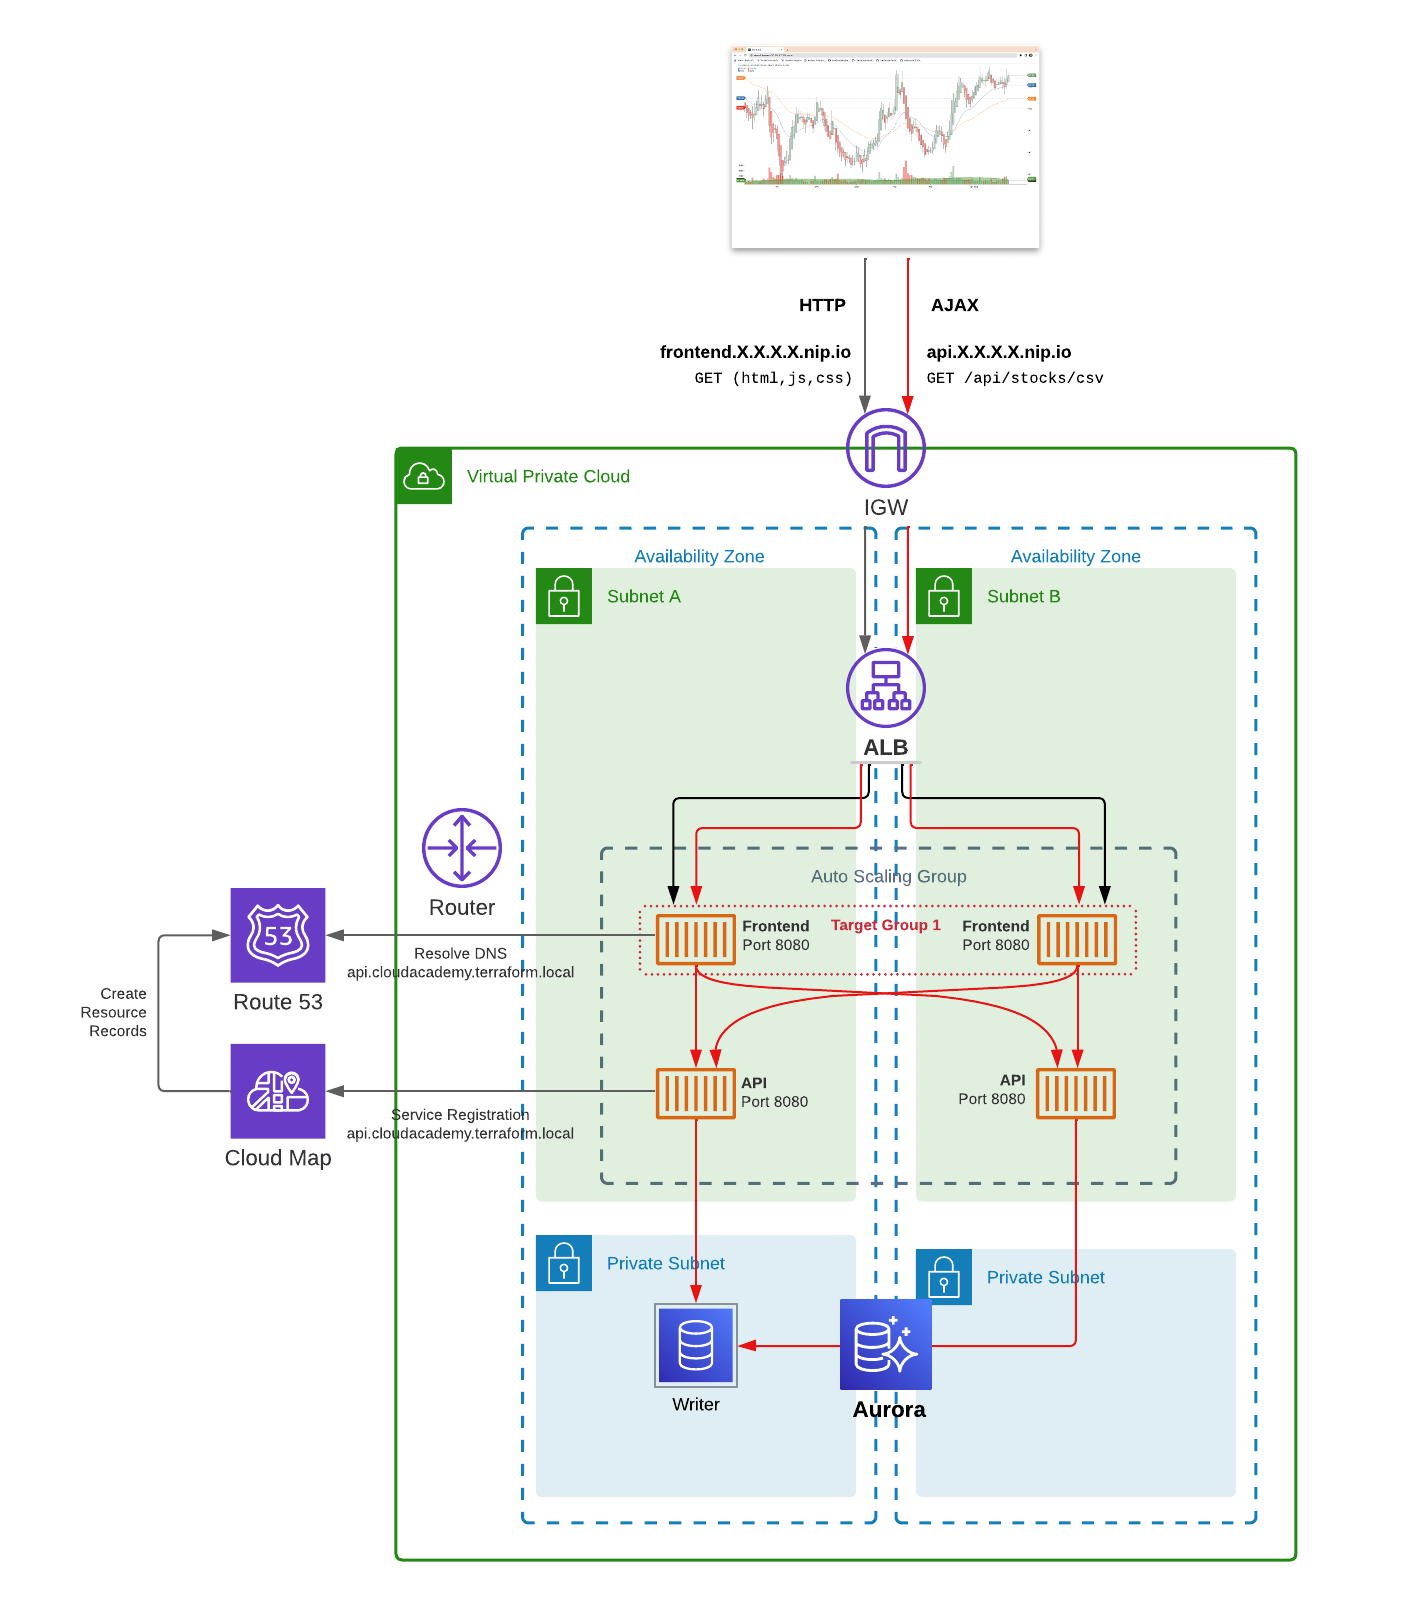 HTTP
AJAX
frontend.X.X.X.X.nip.io
api.X.X.X.X.nip.io
GET (html,js,css)
GET /api/stocks/csv
Virtual Private Cloud
IGW
Availability Zone
Availability Zone
Subnet A
Subnet B
ALB
Router
Auto Scaling Group
53
Frontend
Port 8080
Target Group 1
Frontend
Port 8080
Resolve DNS
api.cloudacademy.terraform.local
Route 53
Create
Resource
Records
API
Port 8080
API
Port 8080
Service Registration
api.cloudacademy.terraform.local
Cloud Map
Private Subnet
Private Subnet
Writer
Aurora